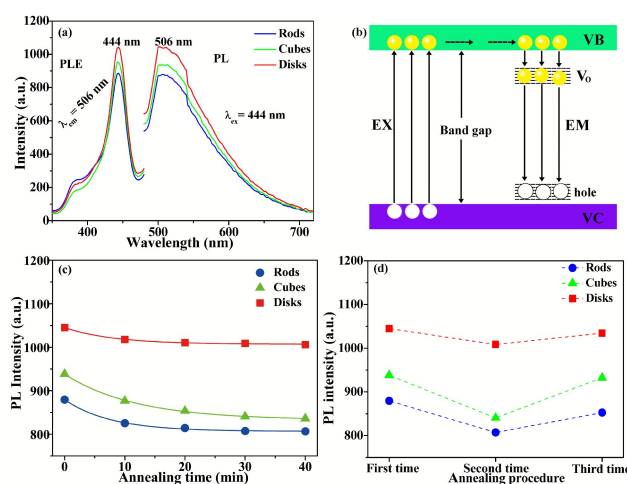 (a)
444 nm
506 nm
Rods
Cubes
Disks
PLE
PL
λem = 506 nm
λex = 444 nm
Intensity (a.u.)
1200
1000
800
600
400
200
0
400
500
600
700
Wavelength (nm)
(b)
VB
VO
EX
Band gap
EM
hole
VC
(c)
Rods
Cubes
Disks
PL Intensity (a.u.)
1200
1100
1000
900
800
0
10
20
30
40
Annealing time (min)
(d)
Rods
Cubes
Disks
PL intensity (a.u.)
1200
1100
1000
900
800
First time
Second time
Third time
Annealing procedure